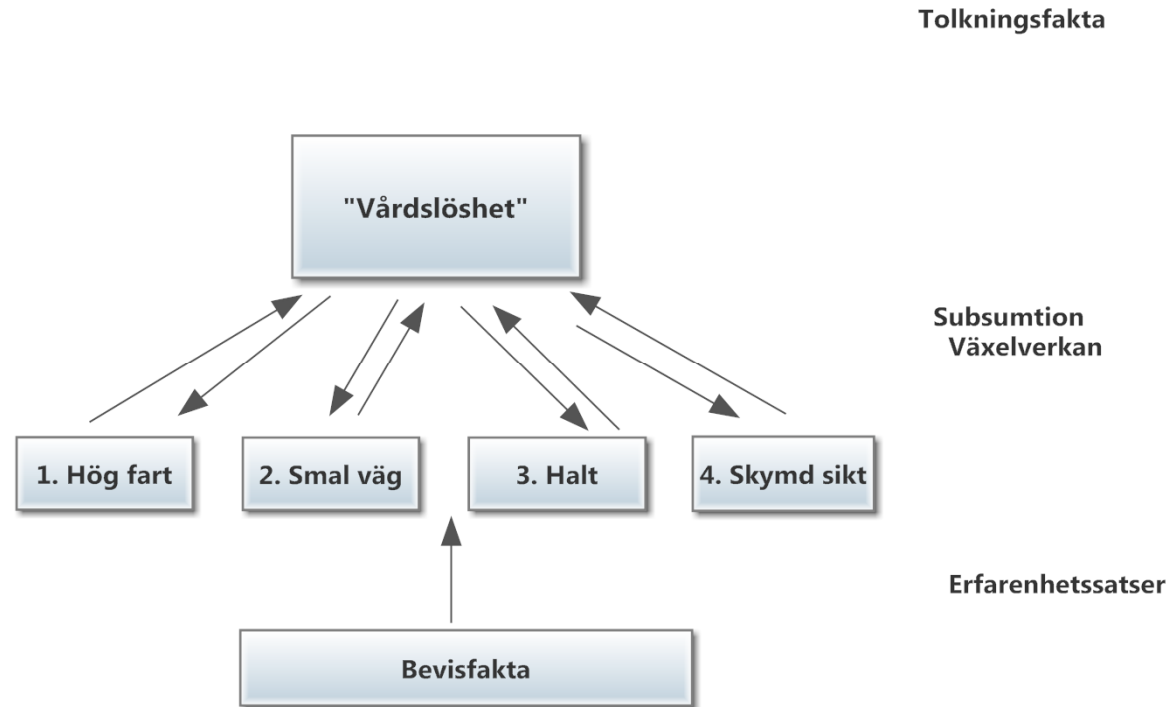 Tolkningsfakta
"Vårdslöshet"
Subsumtion
Växelverkan
1. Hög fart
2. Smal väg
3. Halt
4. Skymd sikt
Erfarenhetssatser
Bevisfakta